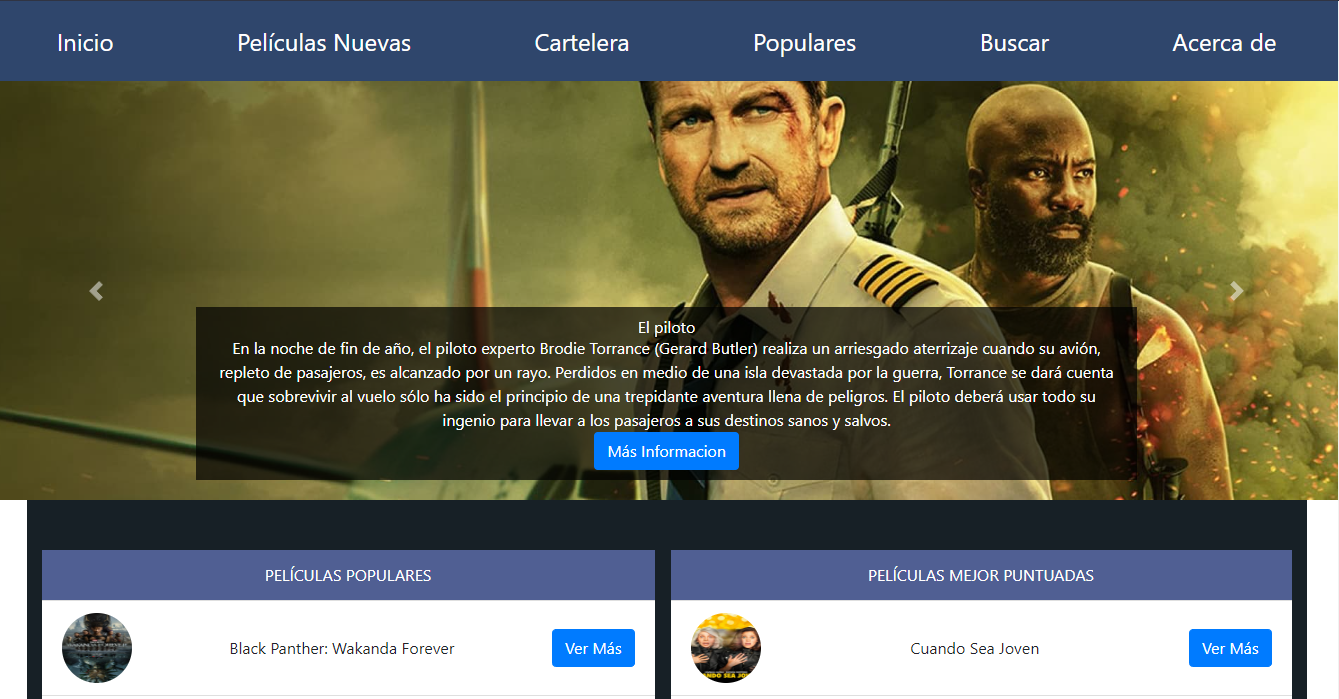 Inicio
Películas Nuevas
Cartelera
Populares
Buscar
Acerca de
El piloto
En la noche de fin de año, el piloto experto Brodie Torrance (Gerard Butler) realiza un arriesgado aterrizaje cuando su avión,
repleto de pasajeros, es alcanzado por un rayo. Perdidos en medio de una isla devastada por la guerra, Torrance se dará cuenta
que sobrevivir al vuelo sólo ha sido el principio de una trepidante aventura llena de peligros. El piloto deberá usar todo su
ingenio para llevar a los pasajeros a sus destinos sanos y salvos.
Más Informacion
PELÍCULAS POPULARES
Black Panther: Wakanda Forever
Ver Más
PELÍCULAS MEJOR PUNTUADAS
Cuando Sea Joven
Ver Más